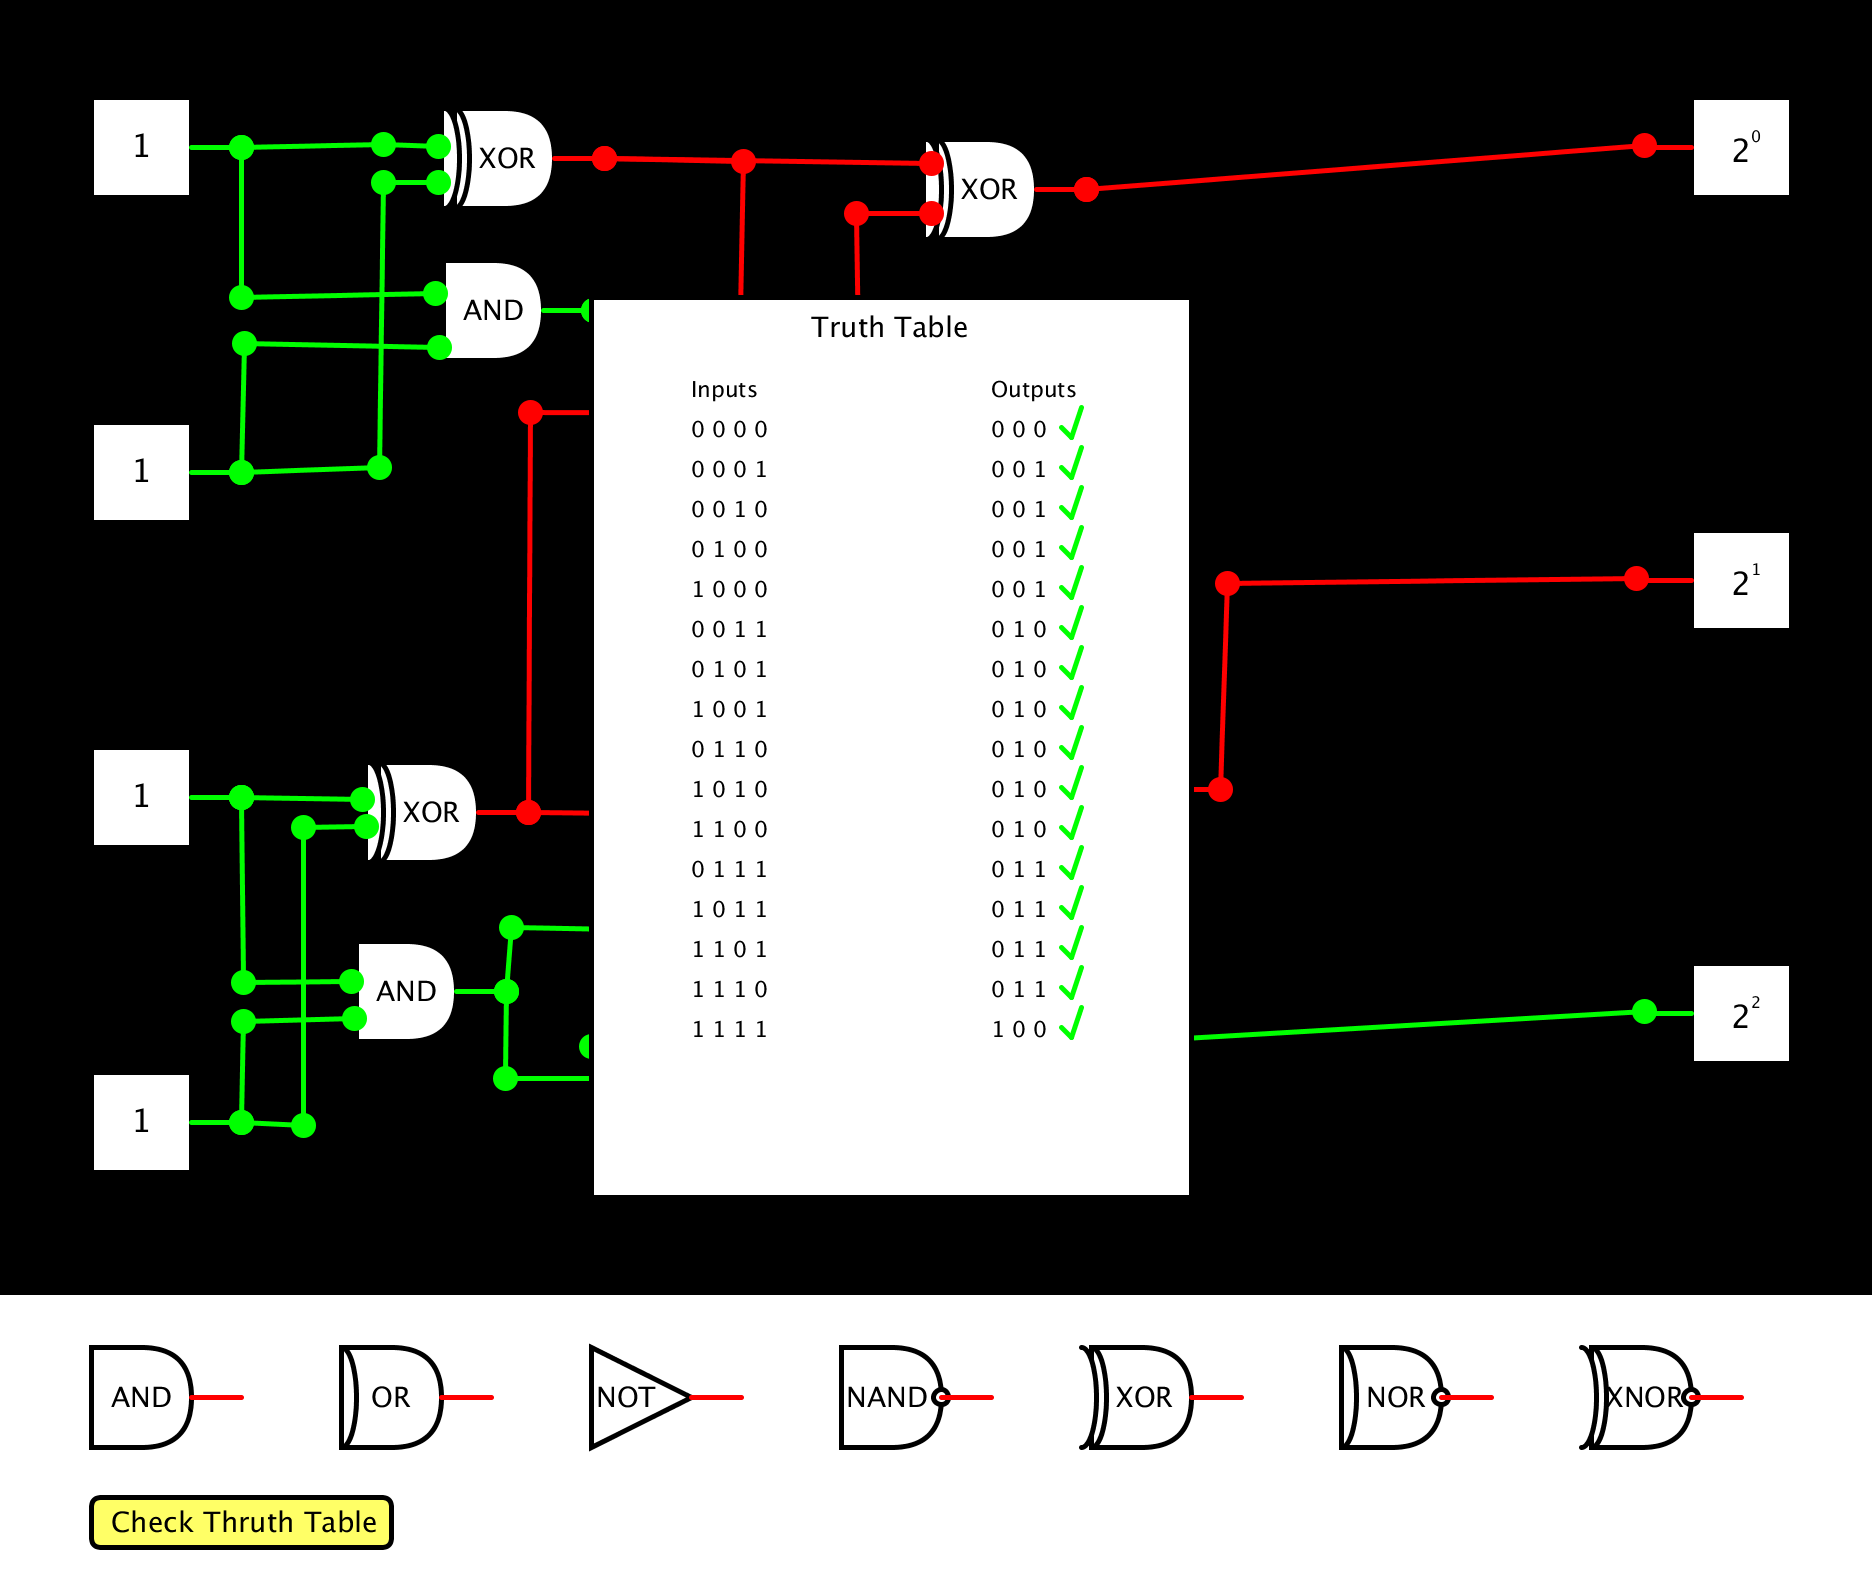 1
XOR
XOR
2⁰
AND
1
Truth Table
Inputs Outputs
0 0 0 0 0 0 0
0 0 0 1 0 0 1
0 0 1 0 0 0 1
0 1 0 0 0 0 1
1 0 0 0 0 0 1
0 0 1 1 0 1 0
0 1 0 1 0 1 0
1 0 0 1 0 1 0
0 1 1 0 0 1 0
1 0 1 0 0 1 0
1 1 0 0 0 1 0
0 1 1 1 0 1 1
1 0 1 1 0 1 1
1 1 0 1 0 1 1
1 1 1 0 0 1 1
1 1 1 1 1 0 0
2¹
1
XOR
AND
2²
1
AND OR NOT NAND XOR NOR XNOR
Check Thruth Table